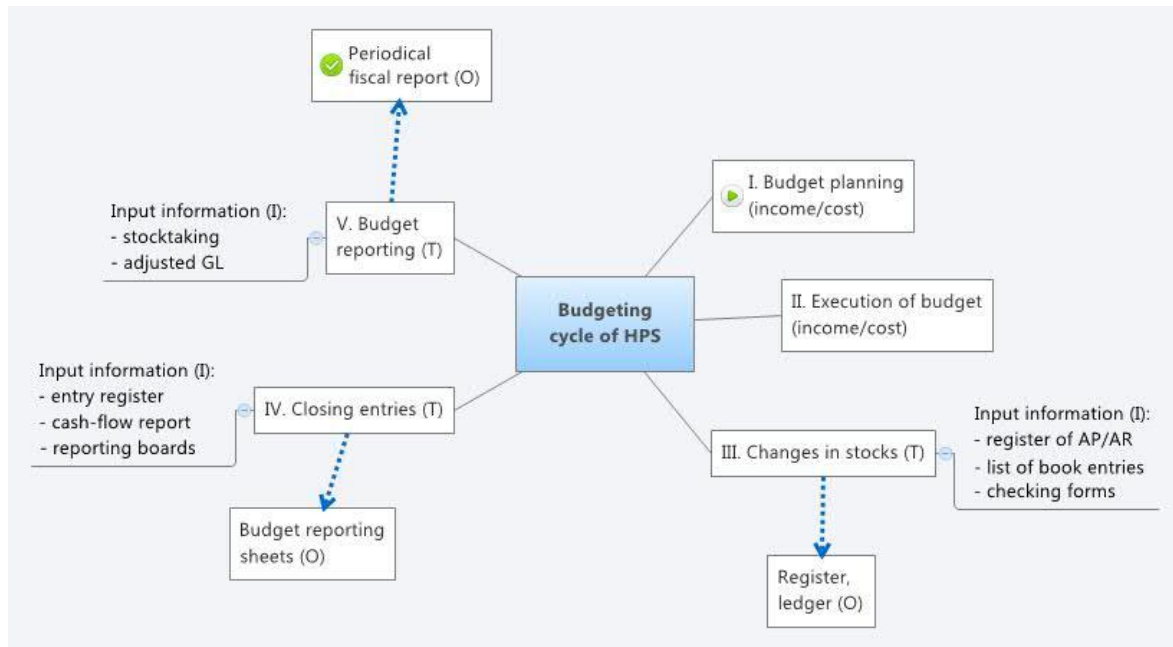 Periodical
fiscal report (O)
I. Budget planning
(income/cost)
Input information (I):
- stocktaking
- adjusted GL
V. Budget
reporting (T)
Budgeting
cycle of HPS
II. Execution of budget
(income/cost)
Input information (I):
- entry register
- cash-flow report
- reporting boards
IV. Closing entries (T)
III. Changes in stocks (T)
Input information (I):
- register of AP/AR
- list of book entries
- checking forms
Budget reporting
sheets (O)
Register,
ledger (O)